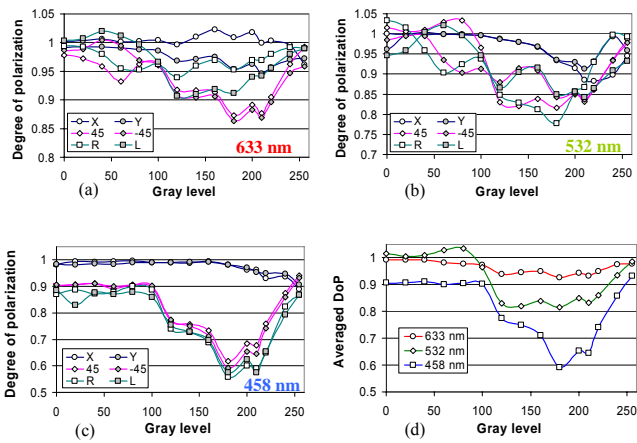 1.05
1
0.95
0.9
0.85
0.8
Degree of polarization
X Y
45 -45
R L
633 nm
0 50 100 150 200 250
(a) Gray level
1.1
1.05
1
0.95
0.9
0.85
0.8
0.75
0.7
Degree of polarization
X Y
45 -45
R L
532 nm
0 50 100 150 200 250
(b) Gray level
1
0.9
0.8
0.7
0.6
0.5
Degree of polarization
X Y
45 -45
R L
458 nm
0 50 100 150 200 250
(c) Gray level
1.1
1
0.9
0.8
0.7
0.6
0.5
Averaged DoP
633 nm
532 nm
458 nm
0 50 100 150 200 250
(d) Gray level